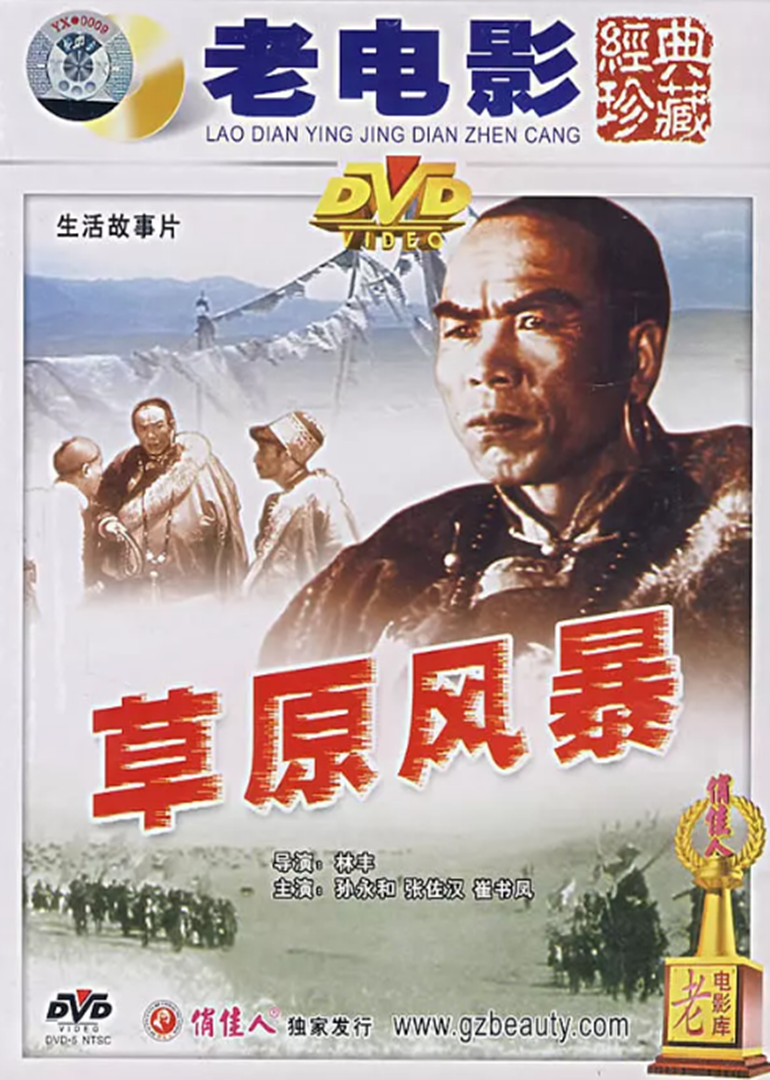 YX●0009
老电影
經典珍藏
LAO DIAN YING JING DIAN ZHEN CANG
DVD
VIDEO
生活故事片
草原风暴
导演：林丰
主演：孙永和 张佐汉 崔书凤
俏佳人
老电影库
DVD
VIDEO
DVD-5 NTSC
俏佳人® 独家发行 www.gzbeauty.com